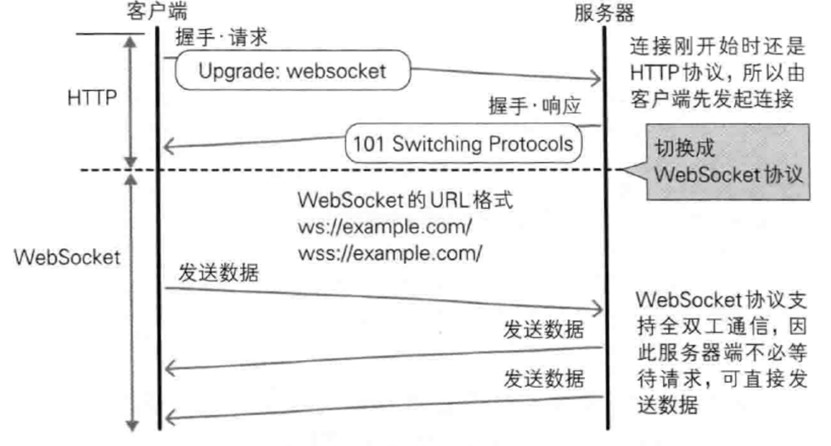 客户端
服务器
握手·请求
Upgrade: websocket
连接刚开始时还是
HTTP协议，所以由
客户端先发起连接
HTTP
握手·响应
101 Switching Protocols
切换成
WebSocket协议
WebSocket的URL格式
ws://example.com/
wss://example.com/
WebSocket
发送数据
发送数据
发送数据
WebSocket协议支
持全双工通信，因
此服务器端不必等
待请求，可直接发
送数据